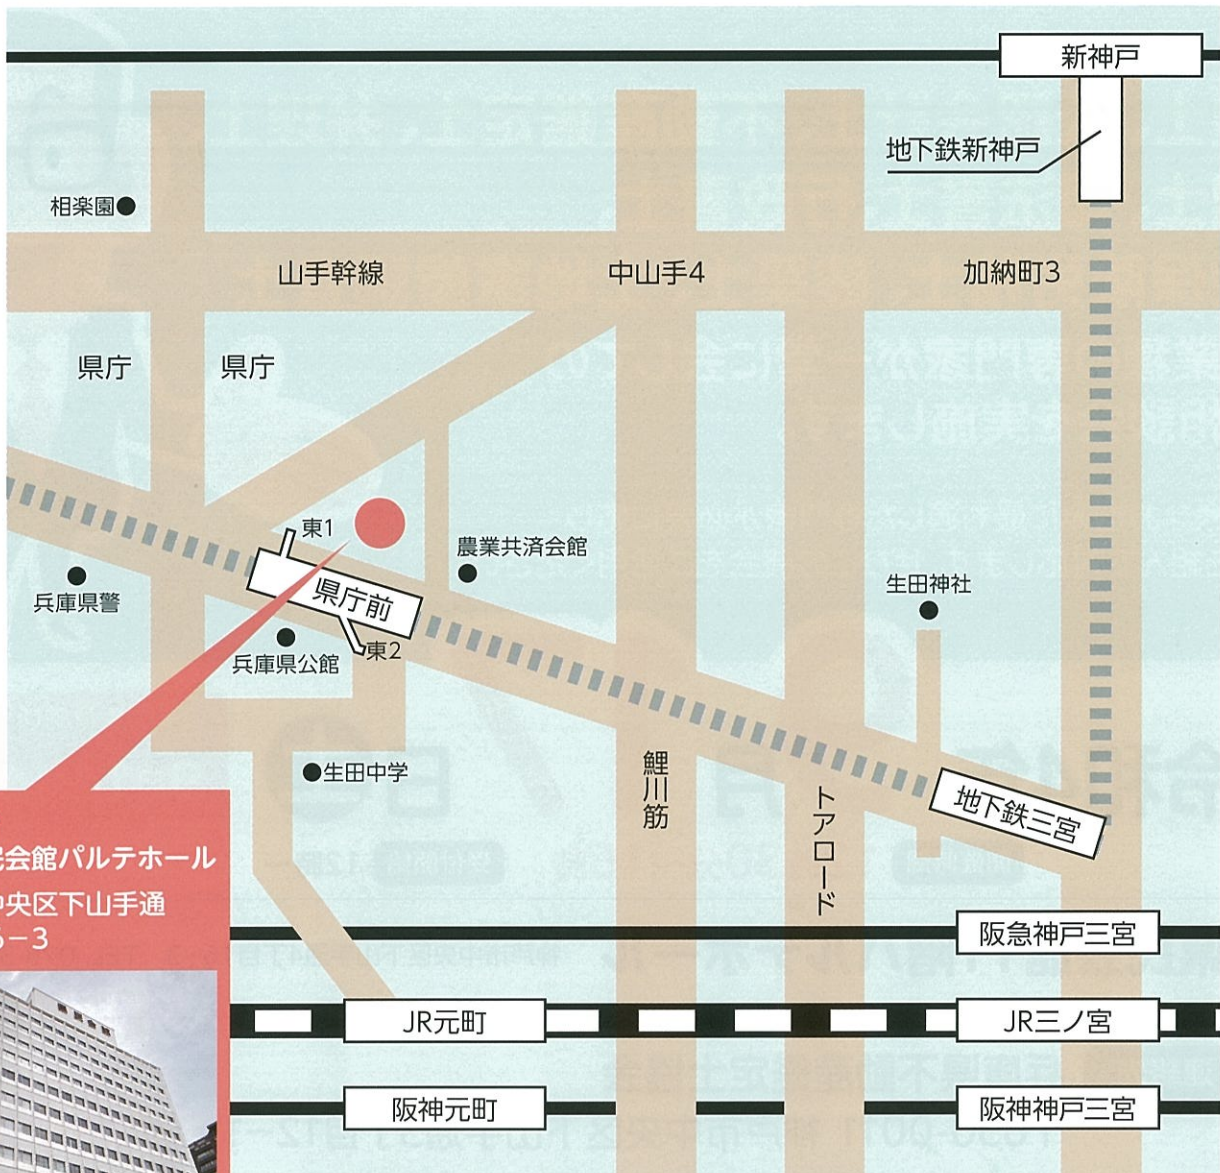 新神戸
地下鉄新神戸
相楽園
山手幹線
中山手4
加納町3
県庁
県庁
東1
農業共済会館
県庁前
生田神社
兵庫県警
兵庫県公館
東2
生田中学
鯉川筋
トアロード
地下鉄三宮
会館パルテホール
中央区下山手通
6−3
阪急神戸三宮
JR元町
JR三ノ宮
阪神元町
阪神神戸三宮